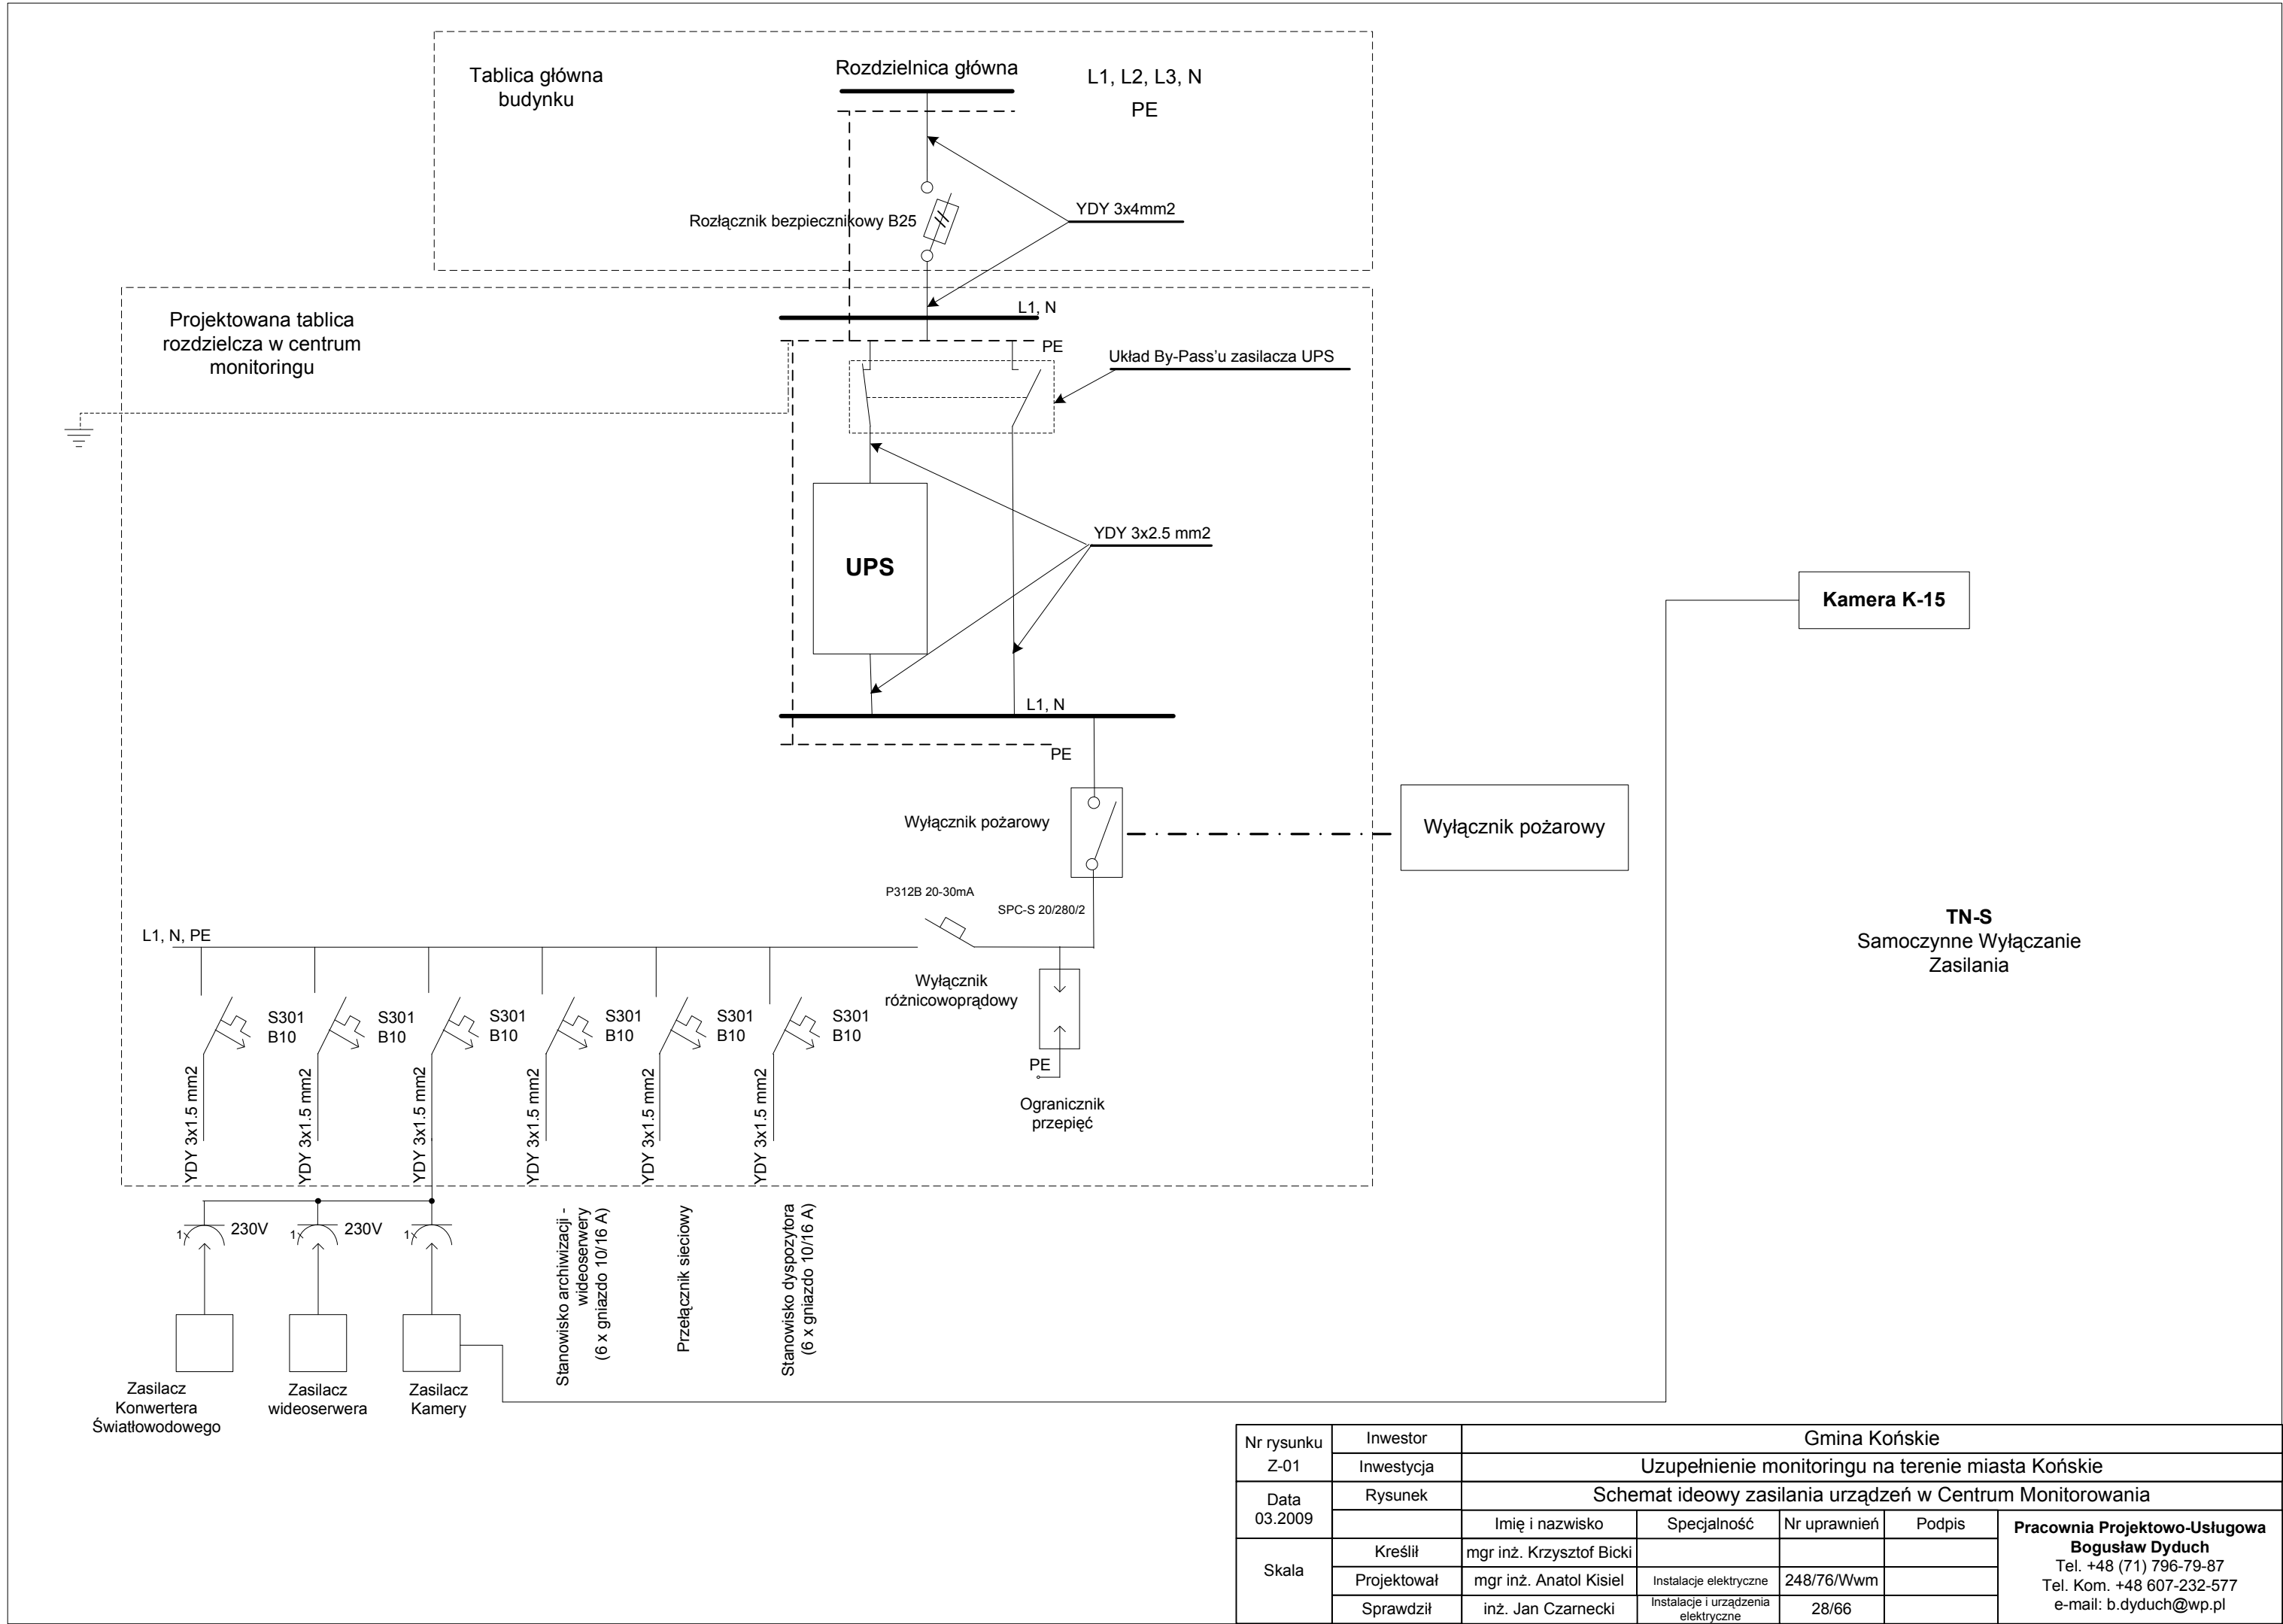 Tablica główna
budynku
Rozdzielnica główna
L1, L2, L3, N
PE
Rozłącznik bezpiecznikowy B25
YDY 3x4mm2
Projektowana tablica
rozdzielcza w centrum
monitoringu
L1, N
PE
Układ By-Pass'u zasilacza UPS
UPS
YDY 3x2.5 mm2
Kamera K-15
L1, N
PE
Wyłącznik pożarowy
Wyłącznik pożarowy
P312B 20-30mA
SPC-S 20/280/2
TN-S
Samoczynne Wyłączanie
Zasilania
L1, N, PE
Wyłącznik
różnicowoprądowy
S301
B10
S301
B10
S301
B10
S301
B10
S301
B10
S301
B10
PE
Ogranicznik
przepięć
YDY 3x1.5 mm2
YDY 3x1.5 mm2
YDY 3x1.5 mm2
YDY 3x1.5 mm2
YDY 3x1.5 mm2
YDY 3x1.5 mm2
1
230V
1
230V
1
Stanowisko archiwizacji -
wideoserwery
(6 x gniazdo 10/16 A)
Przełącznik sieciowy
Stanowisko dyspozytora
(6 x gniazdo 10/16 A)
Zasilacz
Konwertera
Światłowodowego
Zasilacz
wideoserwera
Zasilacz
Kamery
Nr rysunku
Z-01
Inwestor
Gmina Końskie
Inwestycja
Uzupełnienie monitoringu na terenie miasta Końskie
Data
03.2009
Rysunek
Schemat ideowy zasilania urządzeń w Centrum Monitorowania
Imię i nazwisko
Specjalność
Nr uprawnień
Podpis
Skala
Kreślił
mgr inż. Krzysztof Bicki
Projektował
mgr inż. Anatol Kisiel
Instalacje elektryczne
248/76/Wwm
Sprawdził
inż. Jan Czarnecki
Instalacje i urządzenia
elektryczne
28/66
Pracownia Projektowo-Usługowa
Bogusław Dyduch
Tel. +48 (71) 796-79-87
Tel. Kom. +48 607-232-577
e-mail: b.dyduch@wp.pl